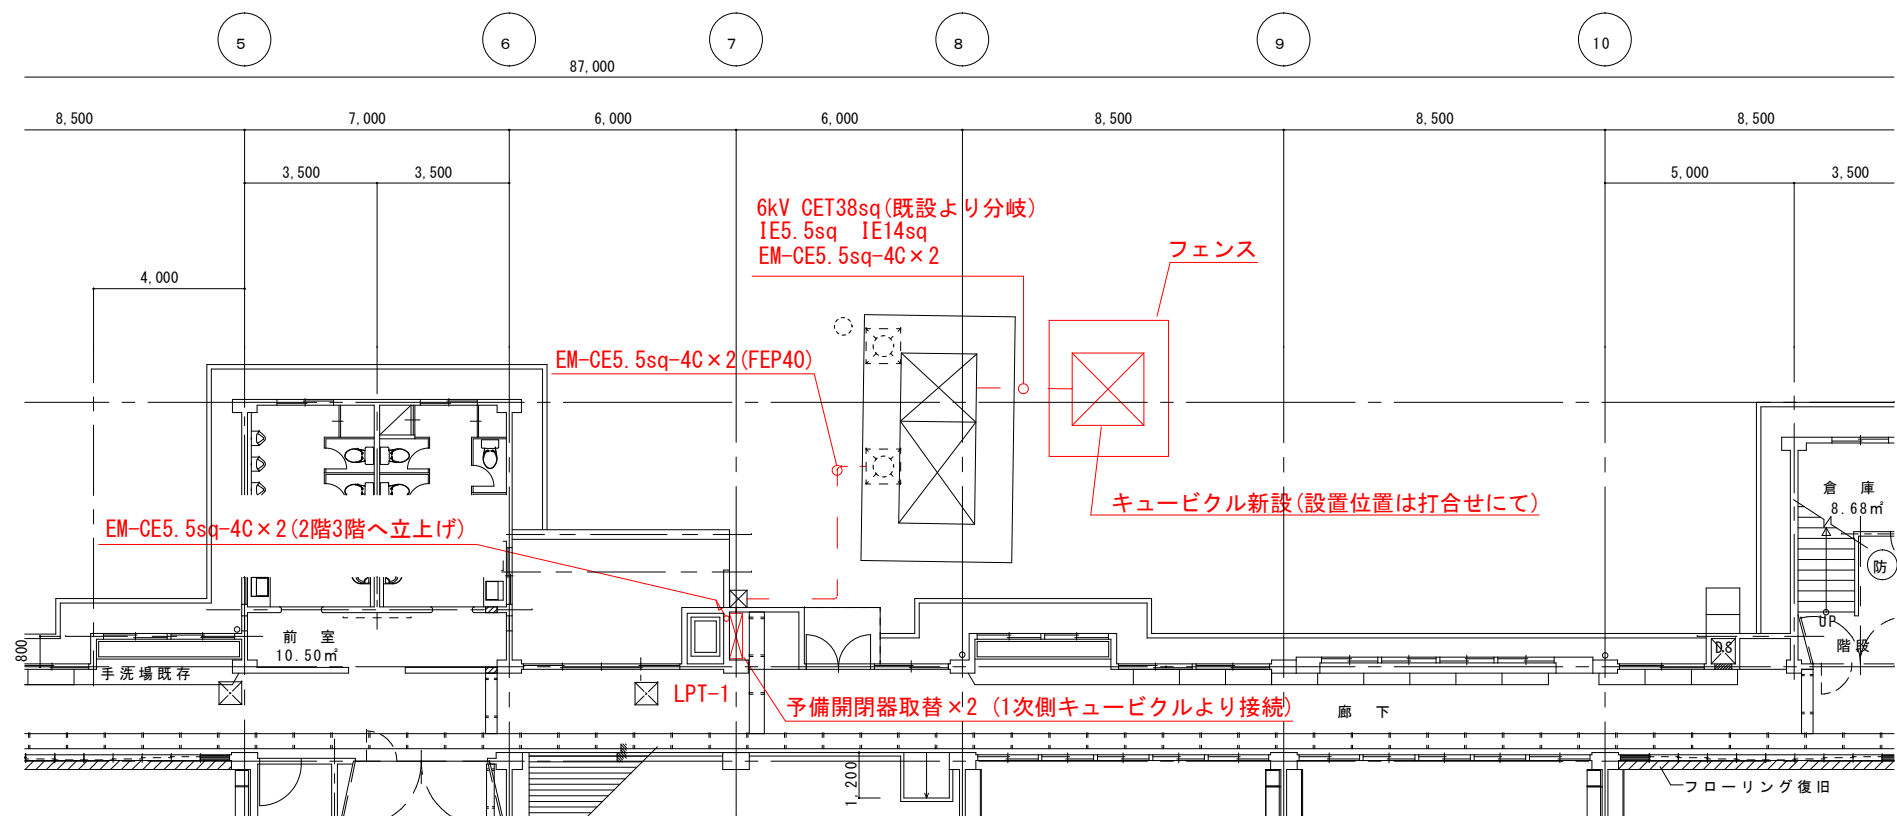 5
6
7
8
9
10
87,000
8,500
7,000
6,000
6,000
8,500
8,500
8,500
3,500
3,500
5,000
3,500
6kV CET38sq(既設より分岐)
IE5.5sq IE14sq
EM-CE5.5sq-4C×2
フェンス
4,000
EM-CE5.5sq-4C×2(FEP40)
キュービクル新設(設置位置は打合せにて)
倉庫
8.68㎡
EM-CE5.5sq-4C×2(2階3階へ立上げ)
防
UP
前室
10.50㎡
800
DS
階段
手洗場既存
LPT-1
予備開閉器取替×2 (1次側キュービクルより接続)
廊下
1,200
フローリング復旧